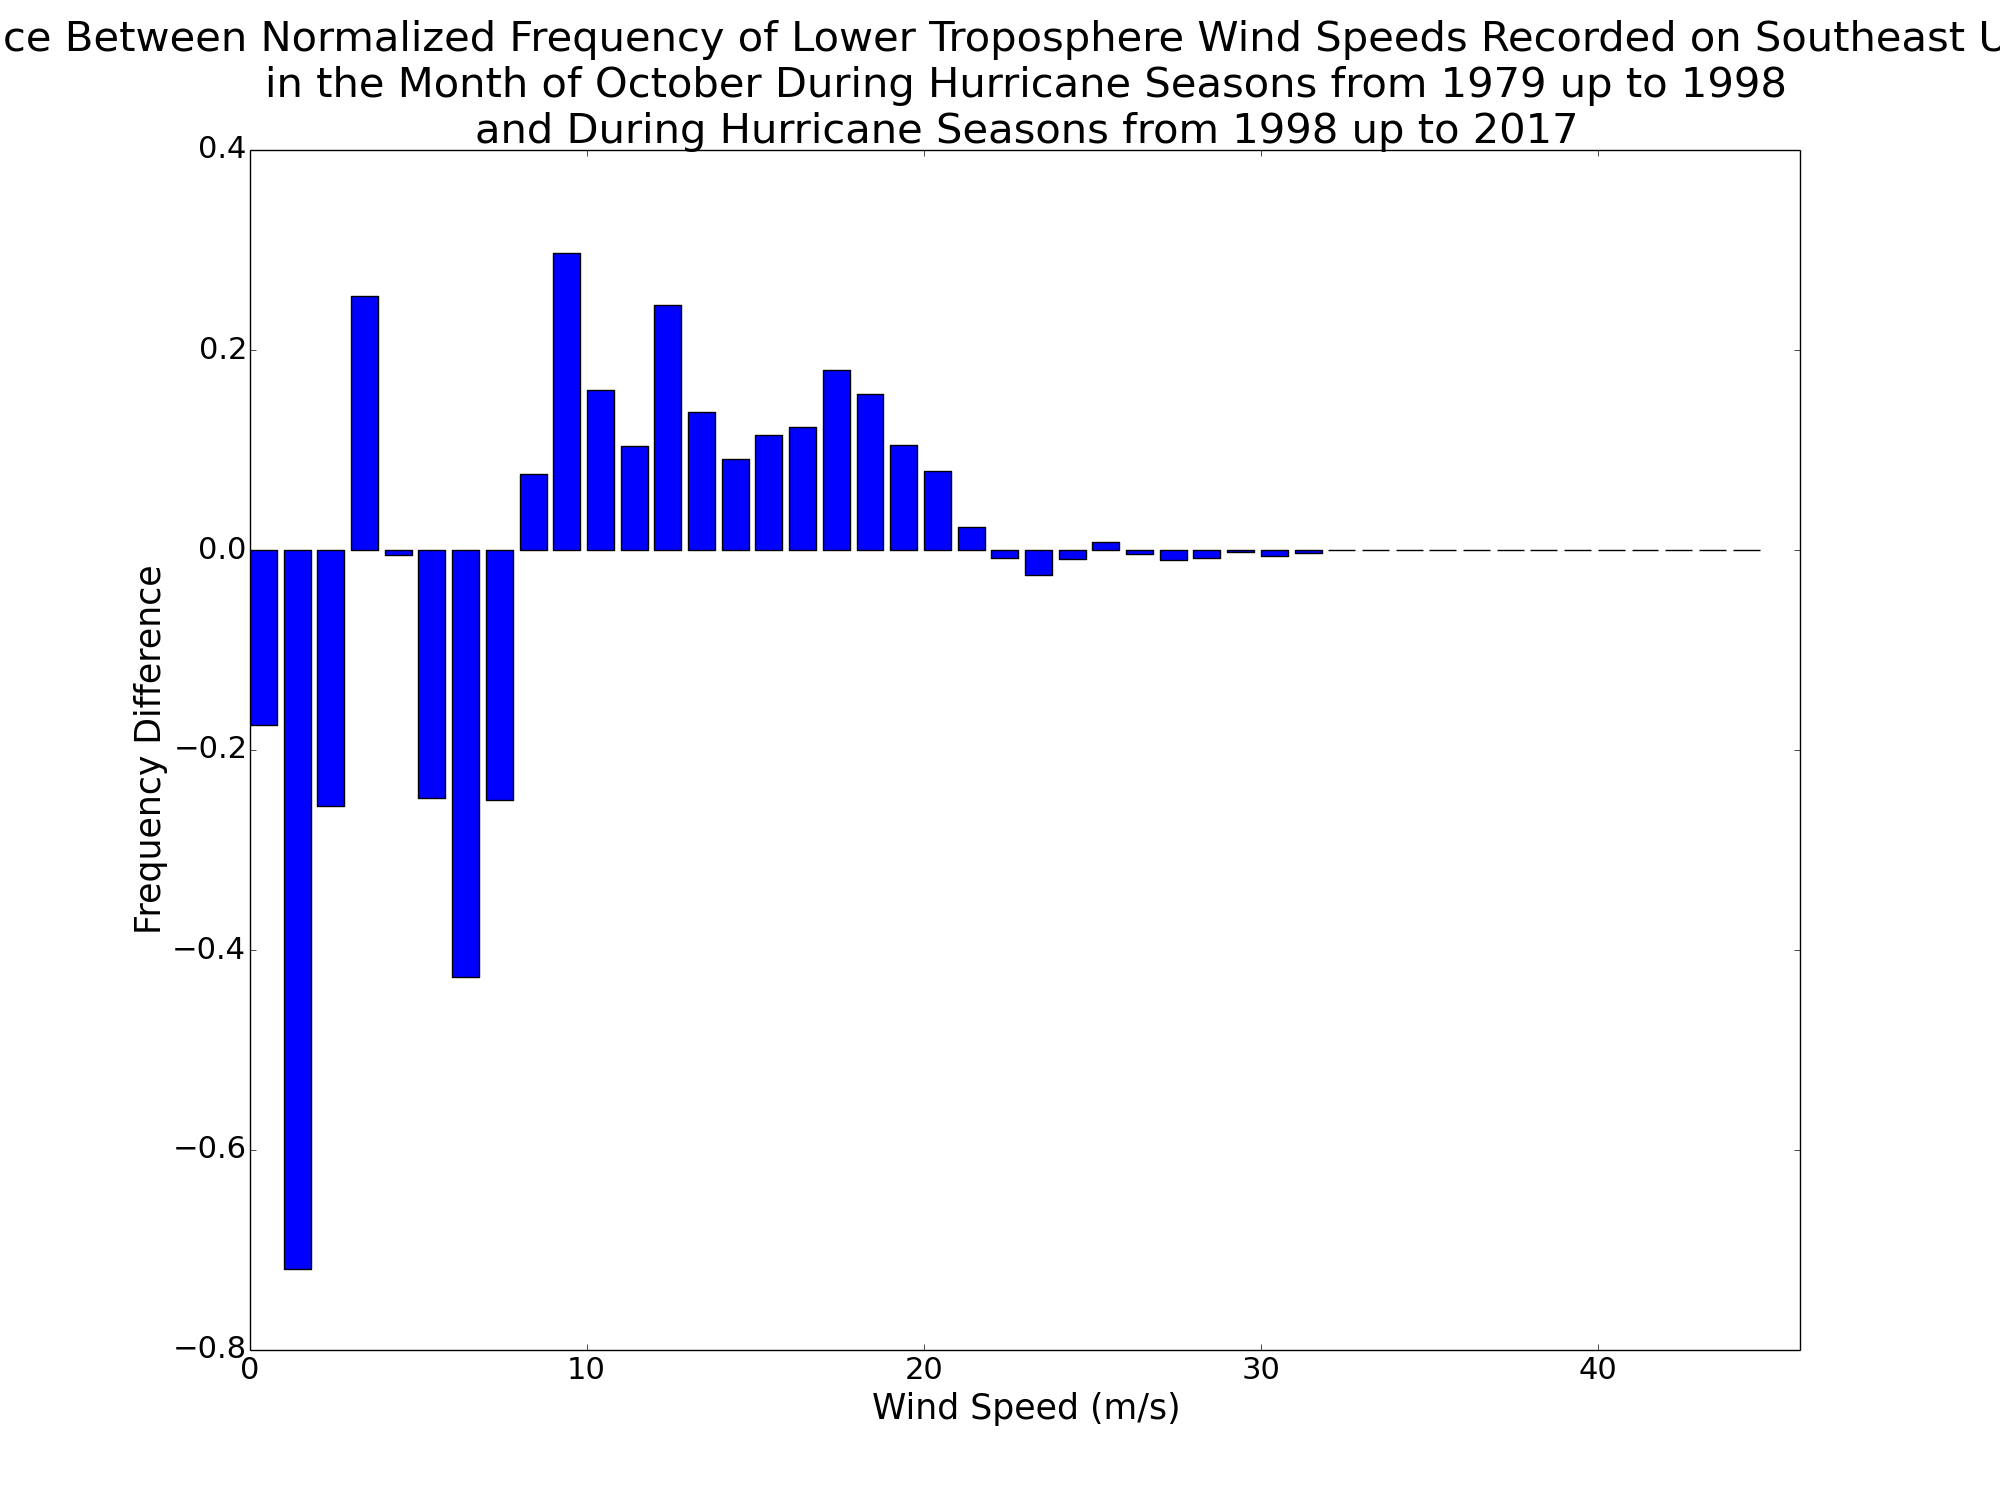 ce Between Normalized Frequency of Lower Troposphere Wind Speeds Recorded on Southeast U
in the Month of October During Hurricane Seasons from 1979 up to 1998
and During Hurricane Seasons from 1998 up to 2017
0.4
0.2
0.0
−0.2
−0.4
−0.6
−0.8
Frequency Difference
0 10 20 30 40
Wind Speed (m/s)